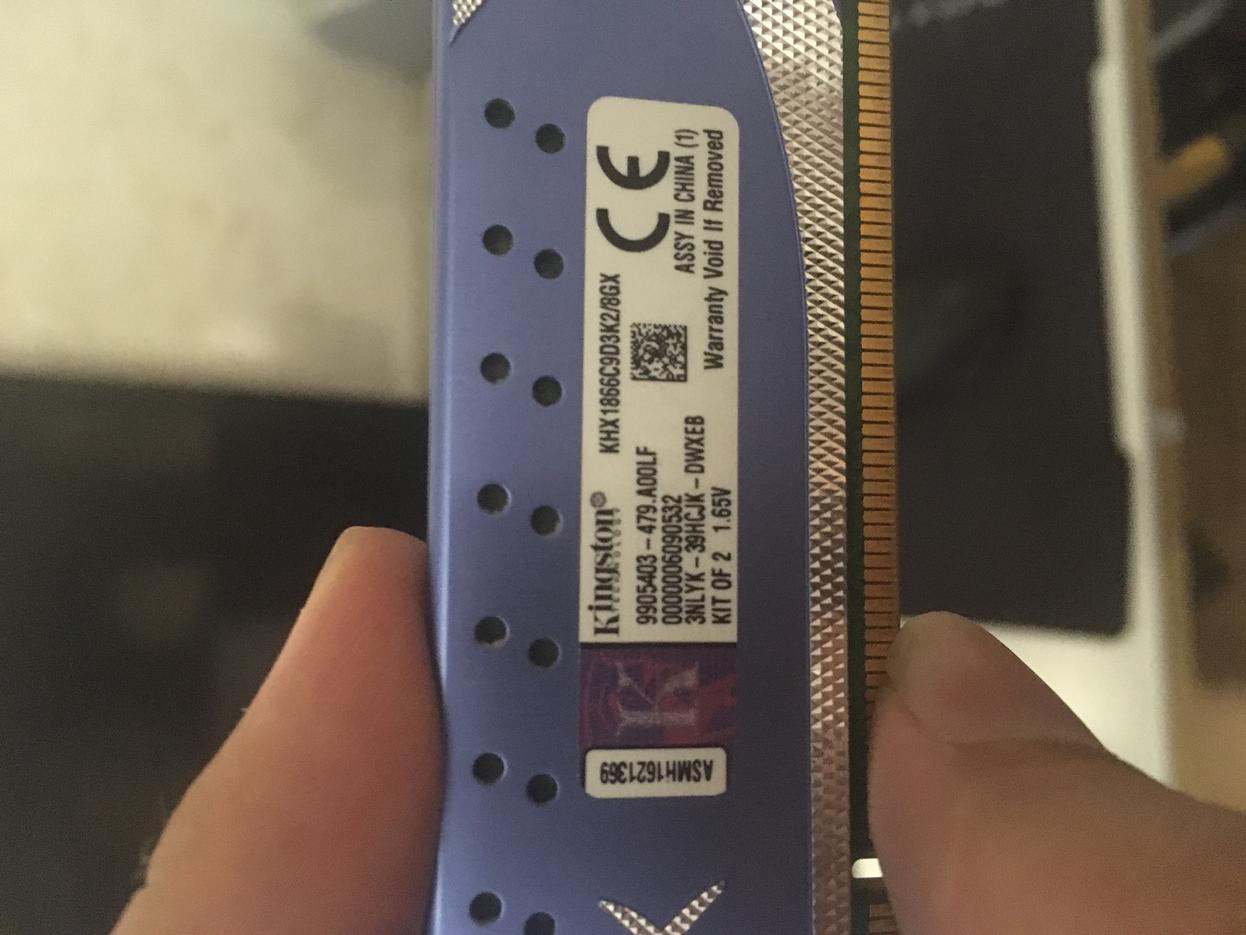 Kingston® KHX1866C9D3K2/8GX
9905403-479.A00LF
0000006090532
3NLYK-39HCJK-DWXEB
KIT OF 2 1.65V
CE
ASSY IN CHINA (1)
Warranty Void If Removed
K
ASMH1621369